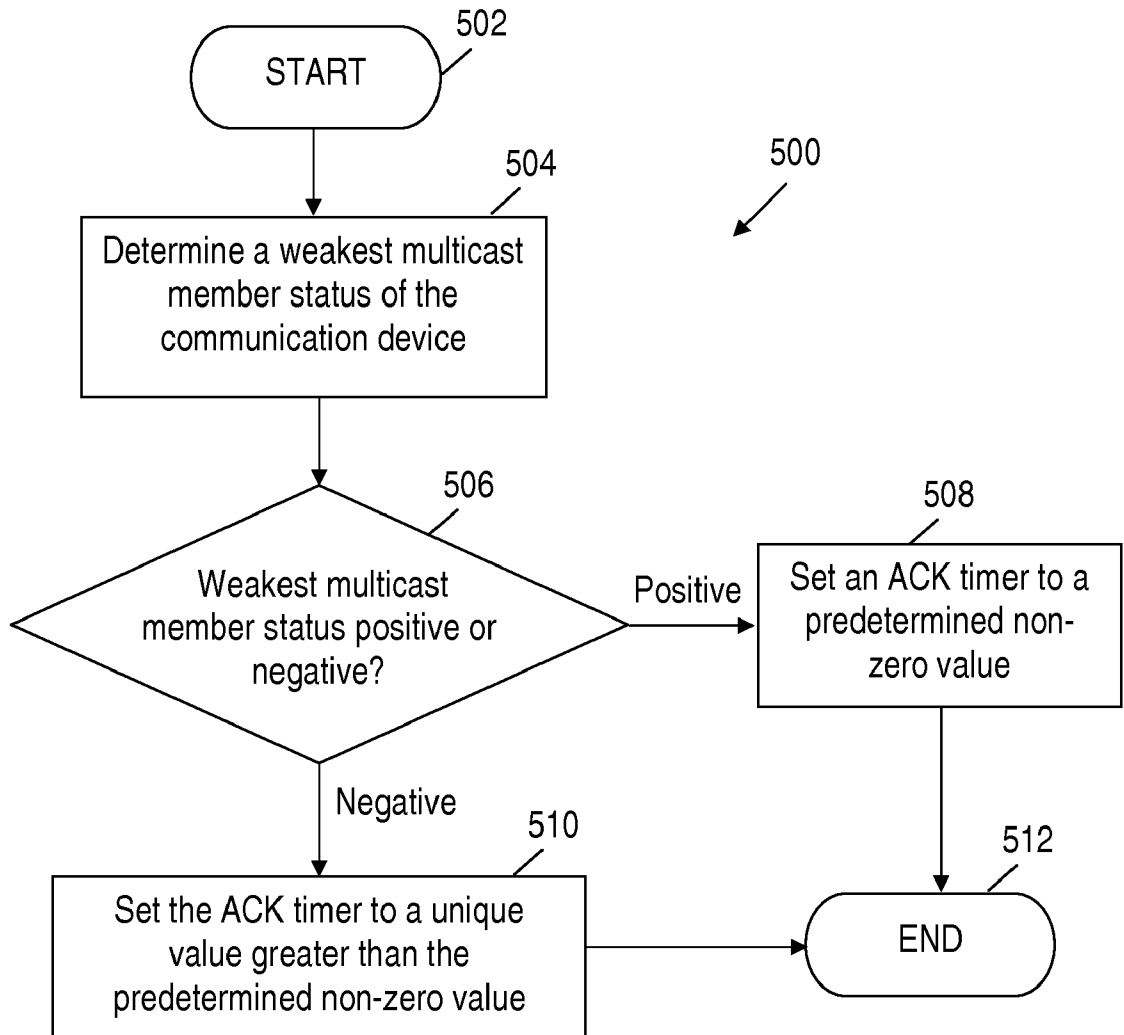 502
START
504
500
Determine a weakest multicast
member status of the
communication device
506
Weakest multicast
member status positive or
negative?
Positive
508
Set an ACK timer to a
predetermined non-
zero value
Negative
510
Set the ACK timer to a unique
value greater than the
predetermined non-zero value
512
END